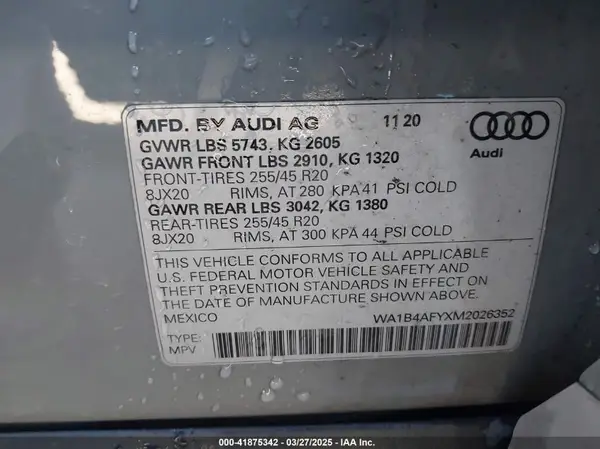 MFD. BY AUDI AG 11 20
GVWR LBS 5743, KG 2605
GAWR FRONT LBS 2910, KG 1320
FRONT-TIRES 255/45 R20
8JX20 RIMS, AT 280 KPA 41 PSI COLD
GAWR REAR LBS 3042, KG 1380
REAR-TIRES 255/45 R20
8JX20 RIMS, AT 300 KPA 44 PSI COLD
Audi
THIS VEHICLE CONFORMS TO ALL APPLICABLE
U.S. FEDERAL MOTOR VEHICLE SAFETY AND
THEFT PREVENTION STANDARDS IN EFFECT ON
THE DATE OF MANUFACTURE SHOWN ABOVE.
MEXICO WA1B4AFYXM2026352
TYPE:
MPV
00-41875342 - 03/27/2025 - IAA Inc.